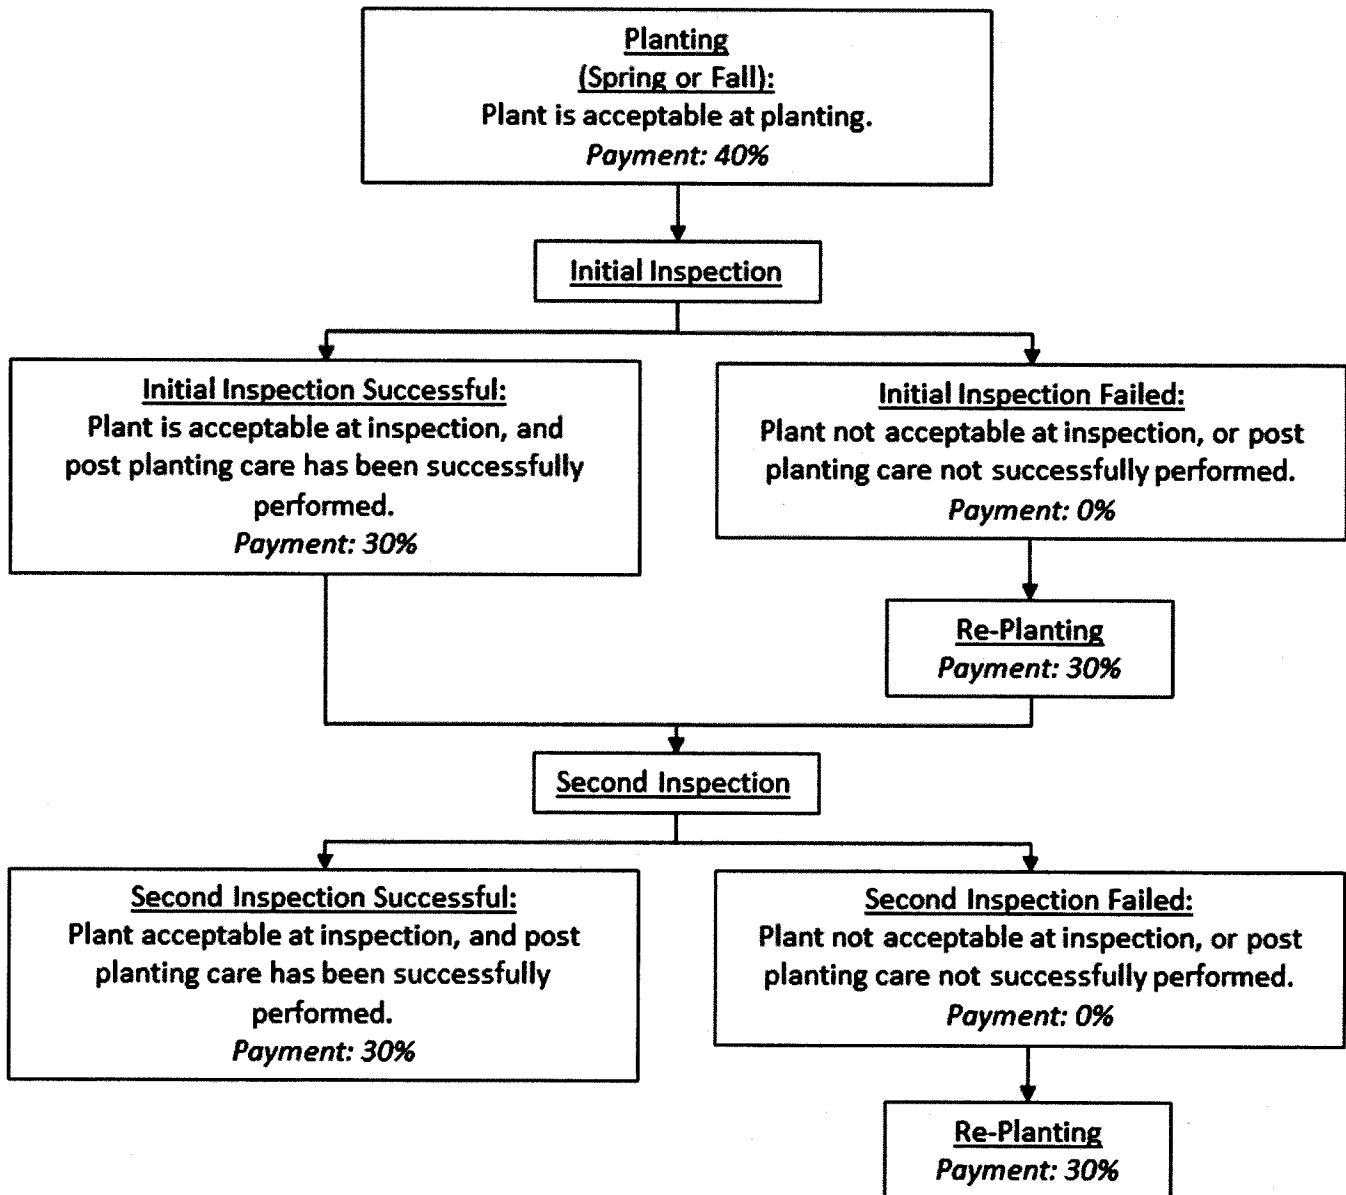 Planting
(Spring or Fall):
Plant is acceptable at planting.
Payment: 40%
Initial Inspection
Initial Inspection Successful:
Plant is acceptable at inspection, and
post planting care has been successfully
performed.
Payment: 30%
Initial Inspection Failed:
Plant not acceptable at inspection, or post
planting care not successfully performed.
Payment: 0%
Re-Planting
Payment: 30%
Second Inspection
Second Inspection Successful:
Plant acceptable at inspection, and post
planting care has been successfully
performed.
Payment: 30%
Second Inspection Failed:
Plant not acceptable at inspection, or post
planting care not successfully performed.
Payment: 0%
Re-Planting
Payment: 30%